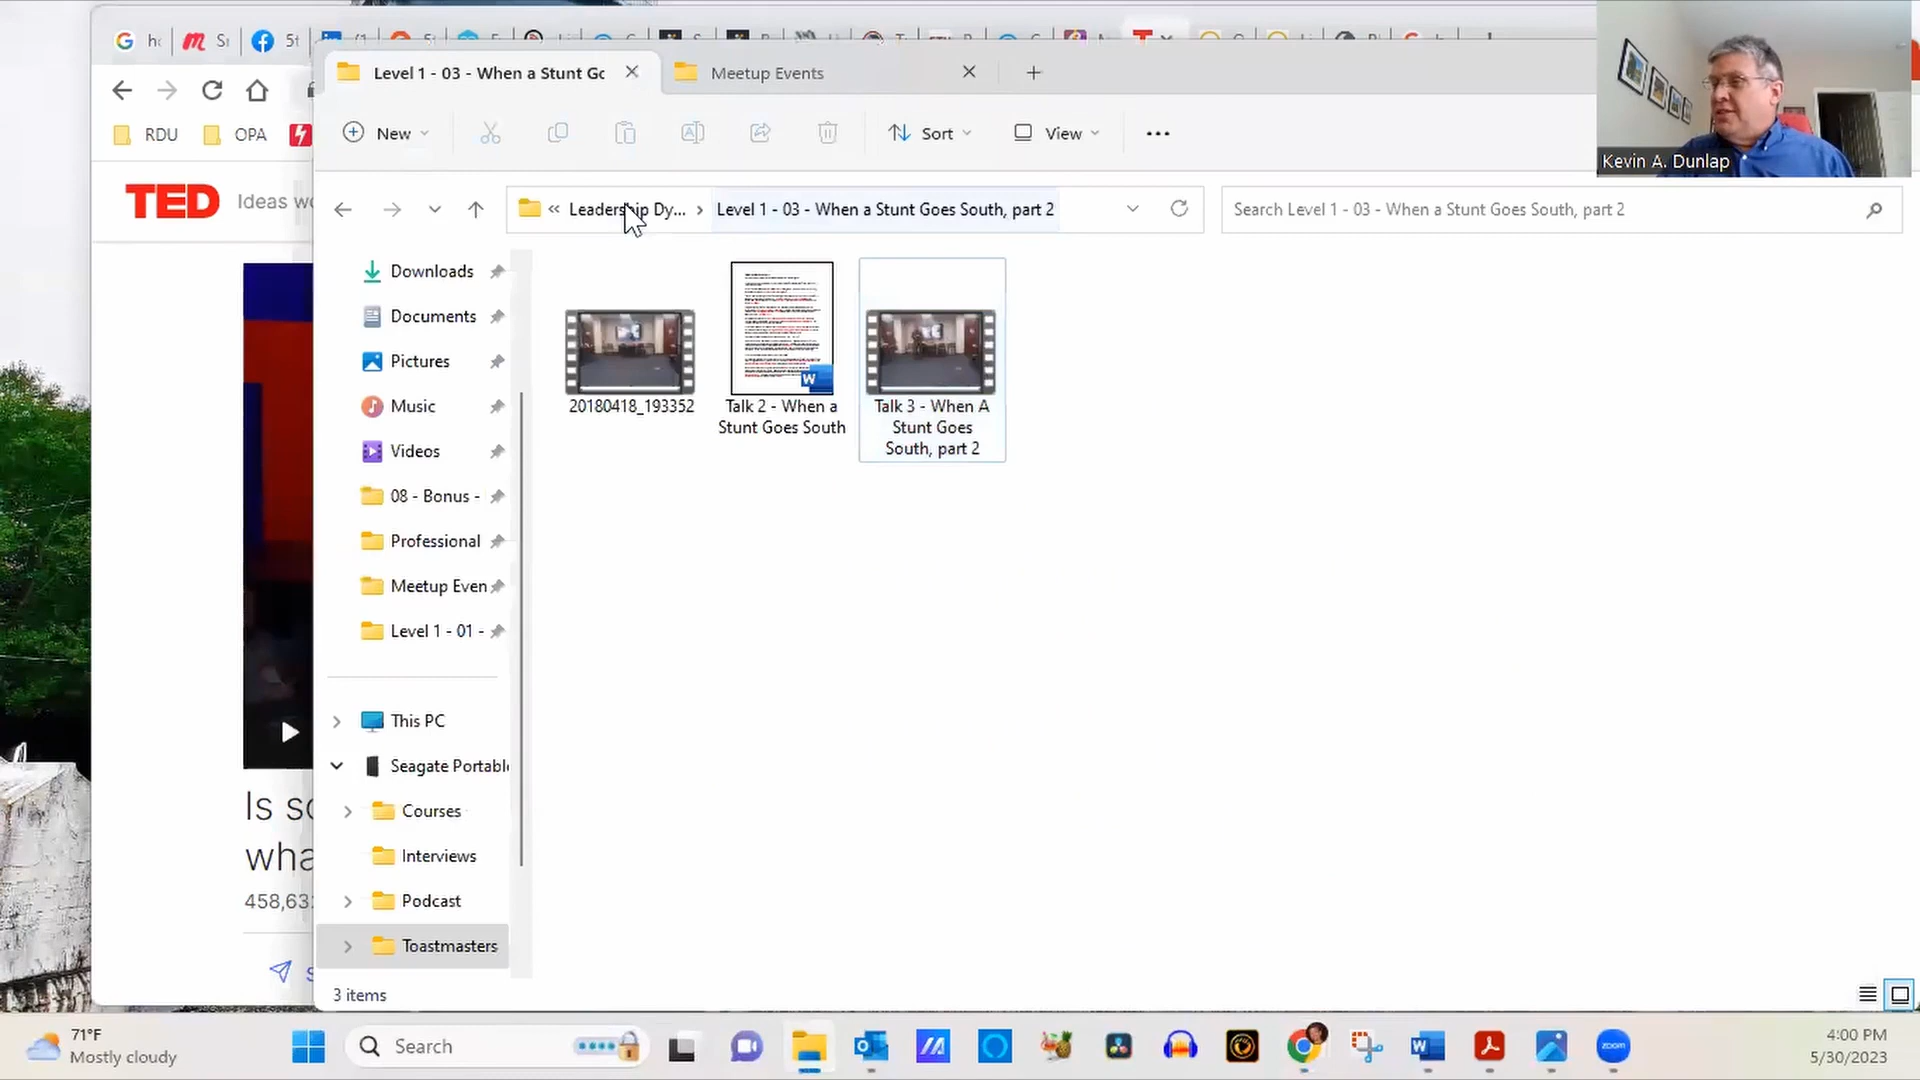 Level 1 - 03 - When a Stunt Gc
Meetup Events
New
Sort
View
RDU
OPA
Kevin A. Dunlap
TED
Ideas
Leadership Dy...
Level 1 - 03 - When a Stunt Goes South, part 2
Search Level 1 - 03 - When a Stunt Goes South, part 2
Downloads
Documents
Pictures
Music
Videos
08 - Bonus -
Professional
Meetup Even
Level 1 - 01 -
This PC
Seagate Portable
Courses
Interviews
Podcast
Toastmasters
20180418_193352
Talk 2 - When a
Stunt Goes South
Talk 3 - When A
Stunt Goes
South, part 2
Is
wha
458,63
3 items
71°F
Mostly cloudy
Search
zoom
4:00 PM
5/30/2023